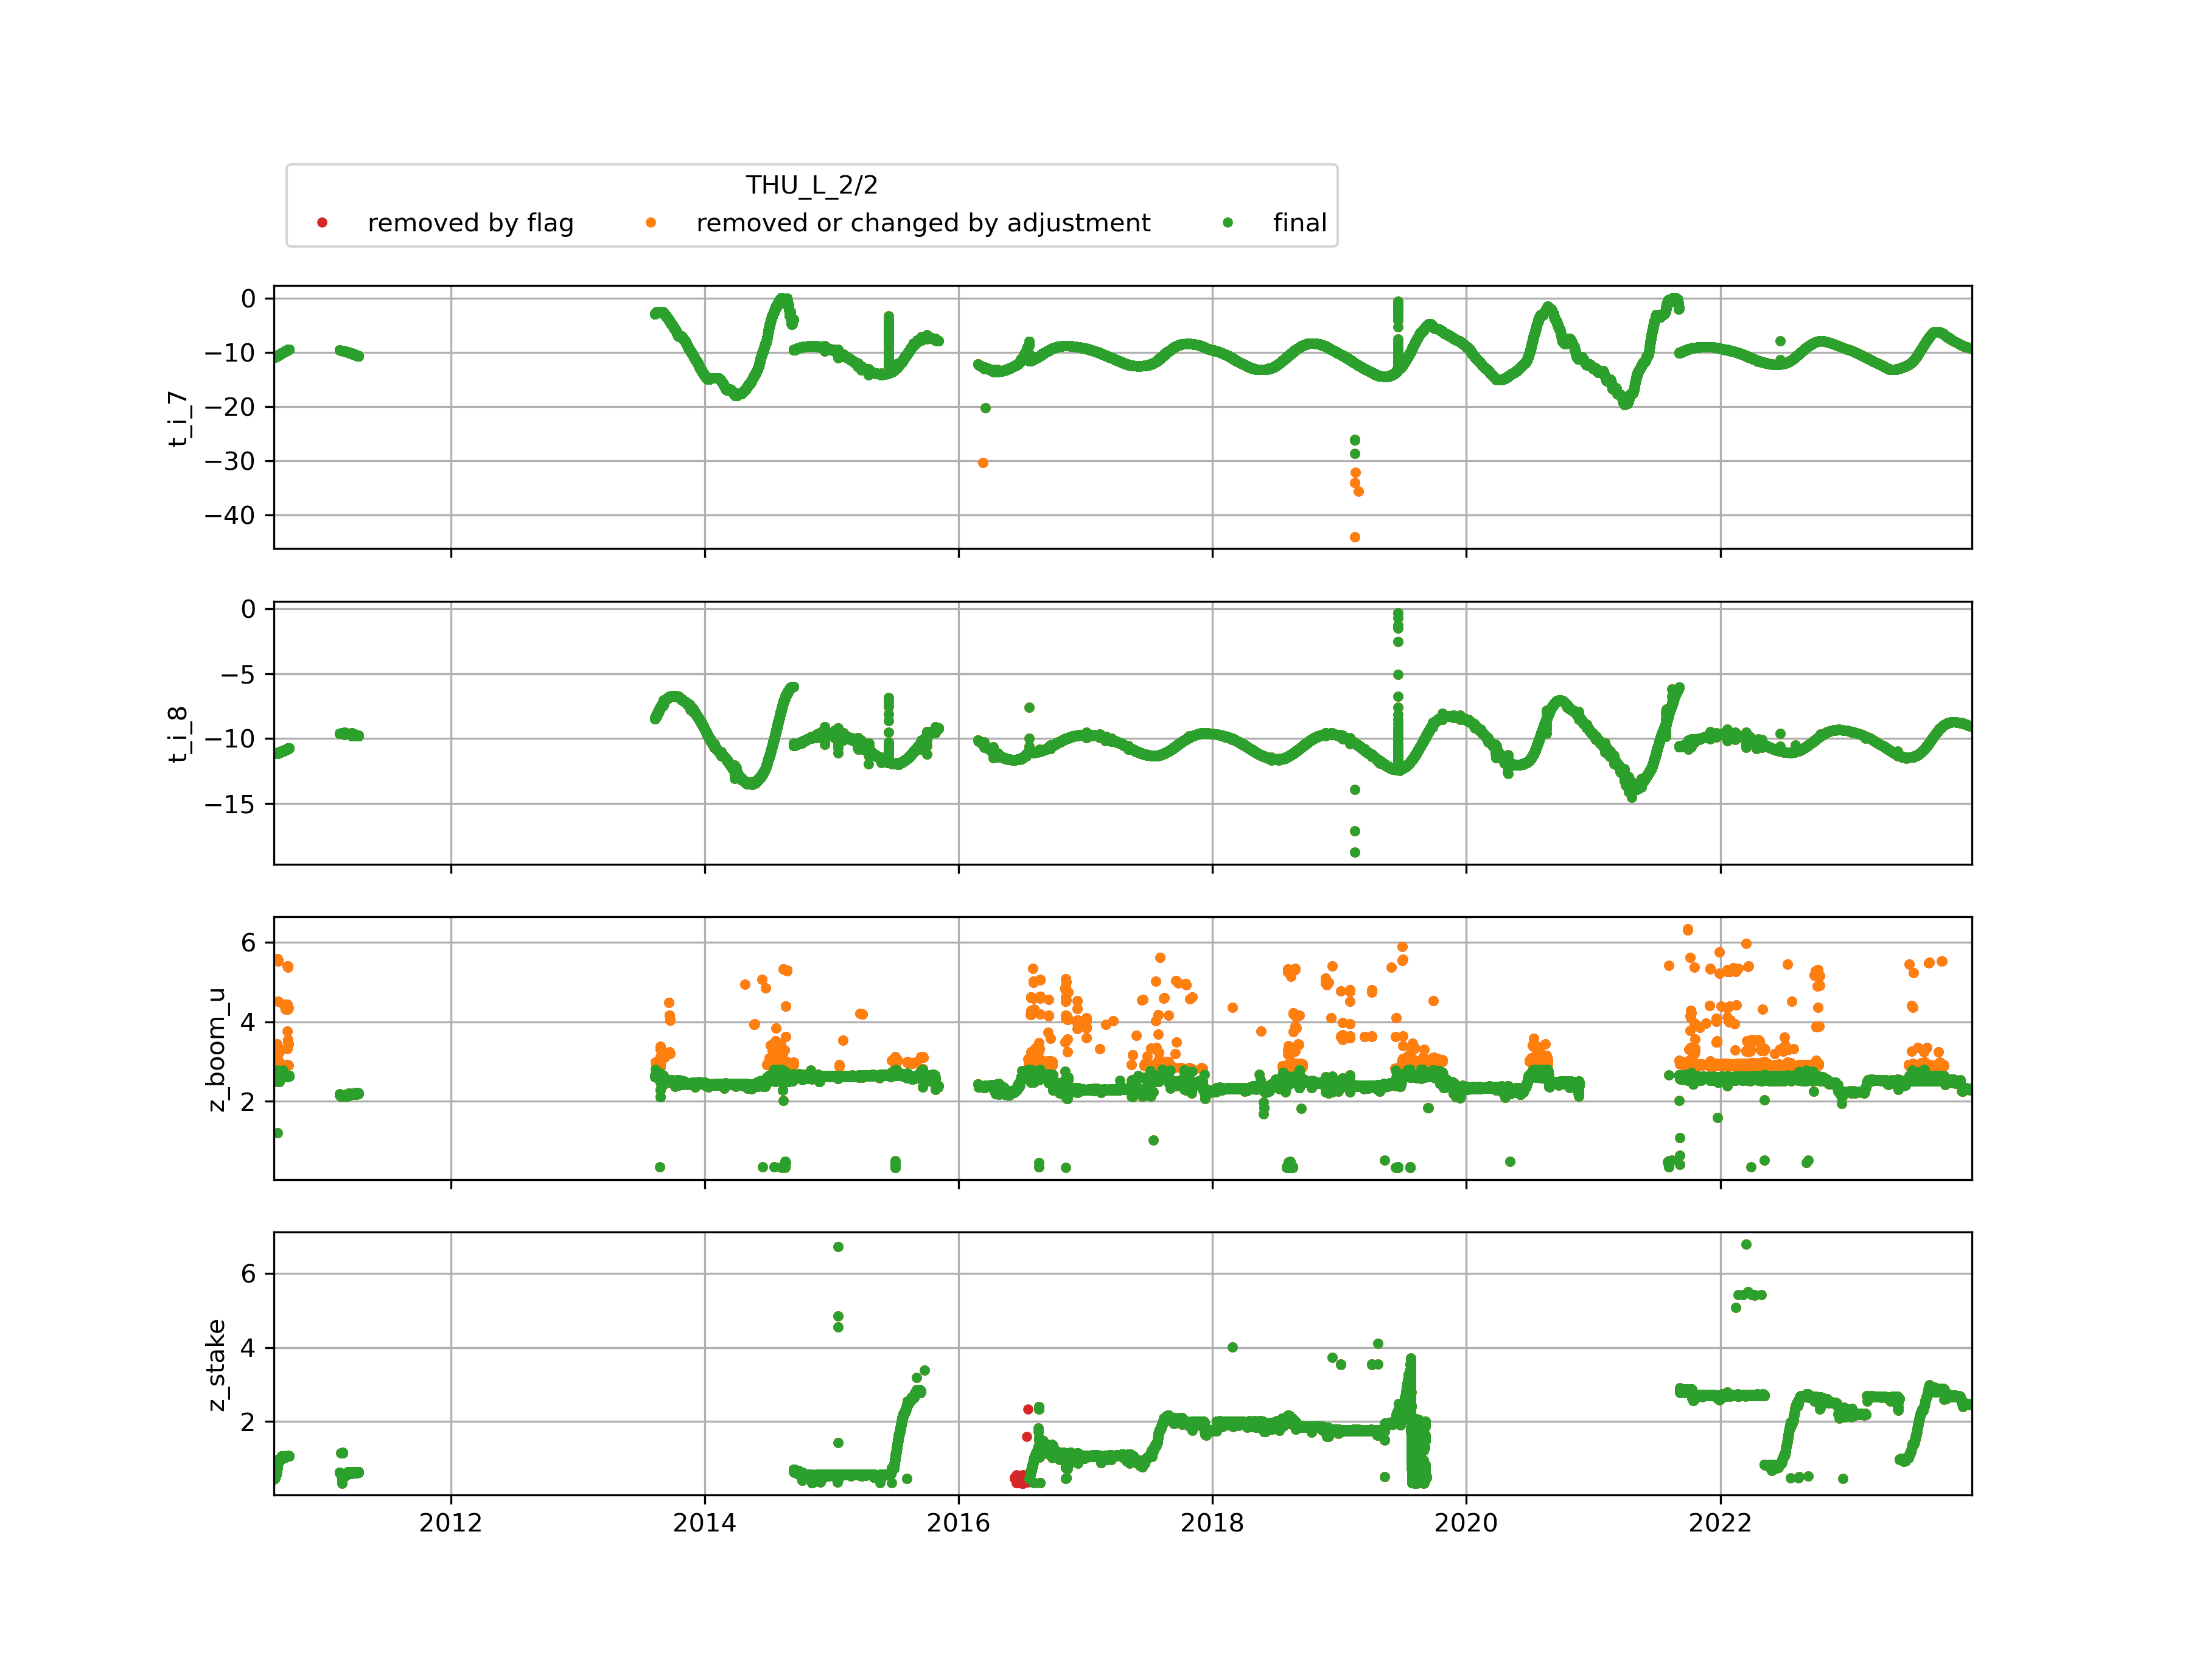 THU_L_2/2
removed by flag removed or changed by adjustment final
0
−10
−20
−30
−40
t_i_7
0
−5
−10
−15
t_i_8
6
4
2
z_boom_u
6
4
2
z_stake
2012 2014 2016 2018 2020 2022